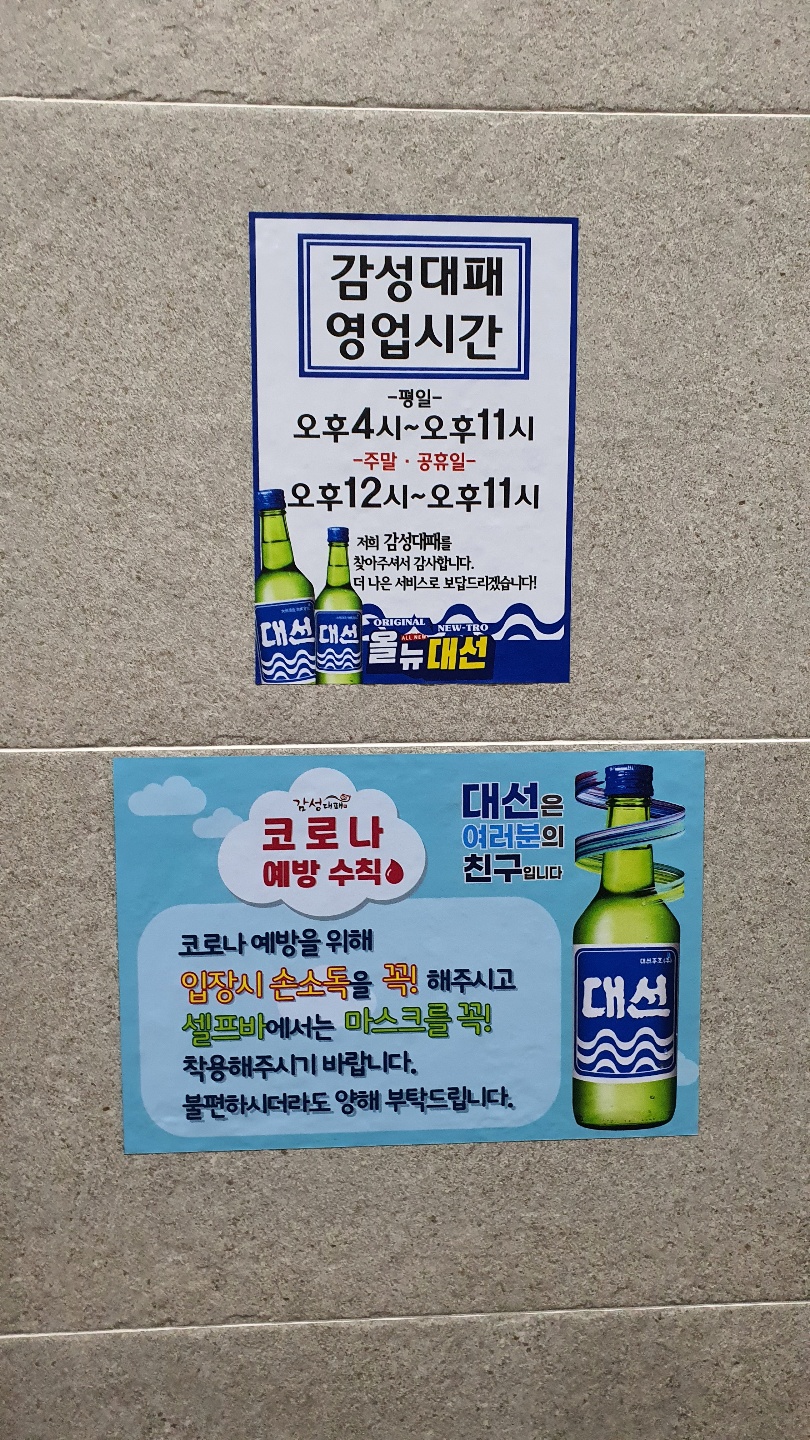 감성대패
영업시간
-평일-
오후4시~오후11시
-주말·공휴일-
오후12시~오후11시
저희 감성대패를
찾아주셔서 감사합니다.
더 나은 서비스로 보답드리겠습니다!
대선
대선
ORIGINAL NEW-TRO
올 ALL NEW
뉴 대선
감성대패
코로나
예방 수칙
대선은
여러분의
친구입니다
코로나 예방을 위해
입장시 손소독을 꼭! 해주시고
셀프바에서는 마스크를 꼭!
착용해주시기 바랍니다.
불편하시더라도 양해 부탁드립니다.
대선